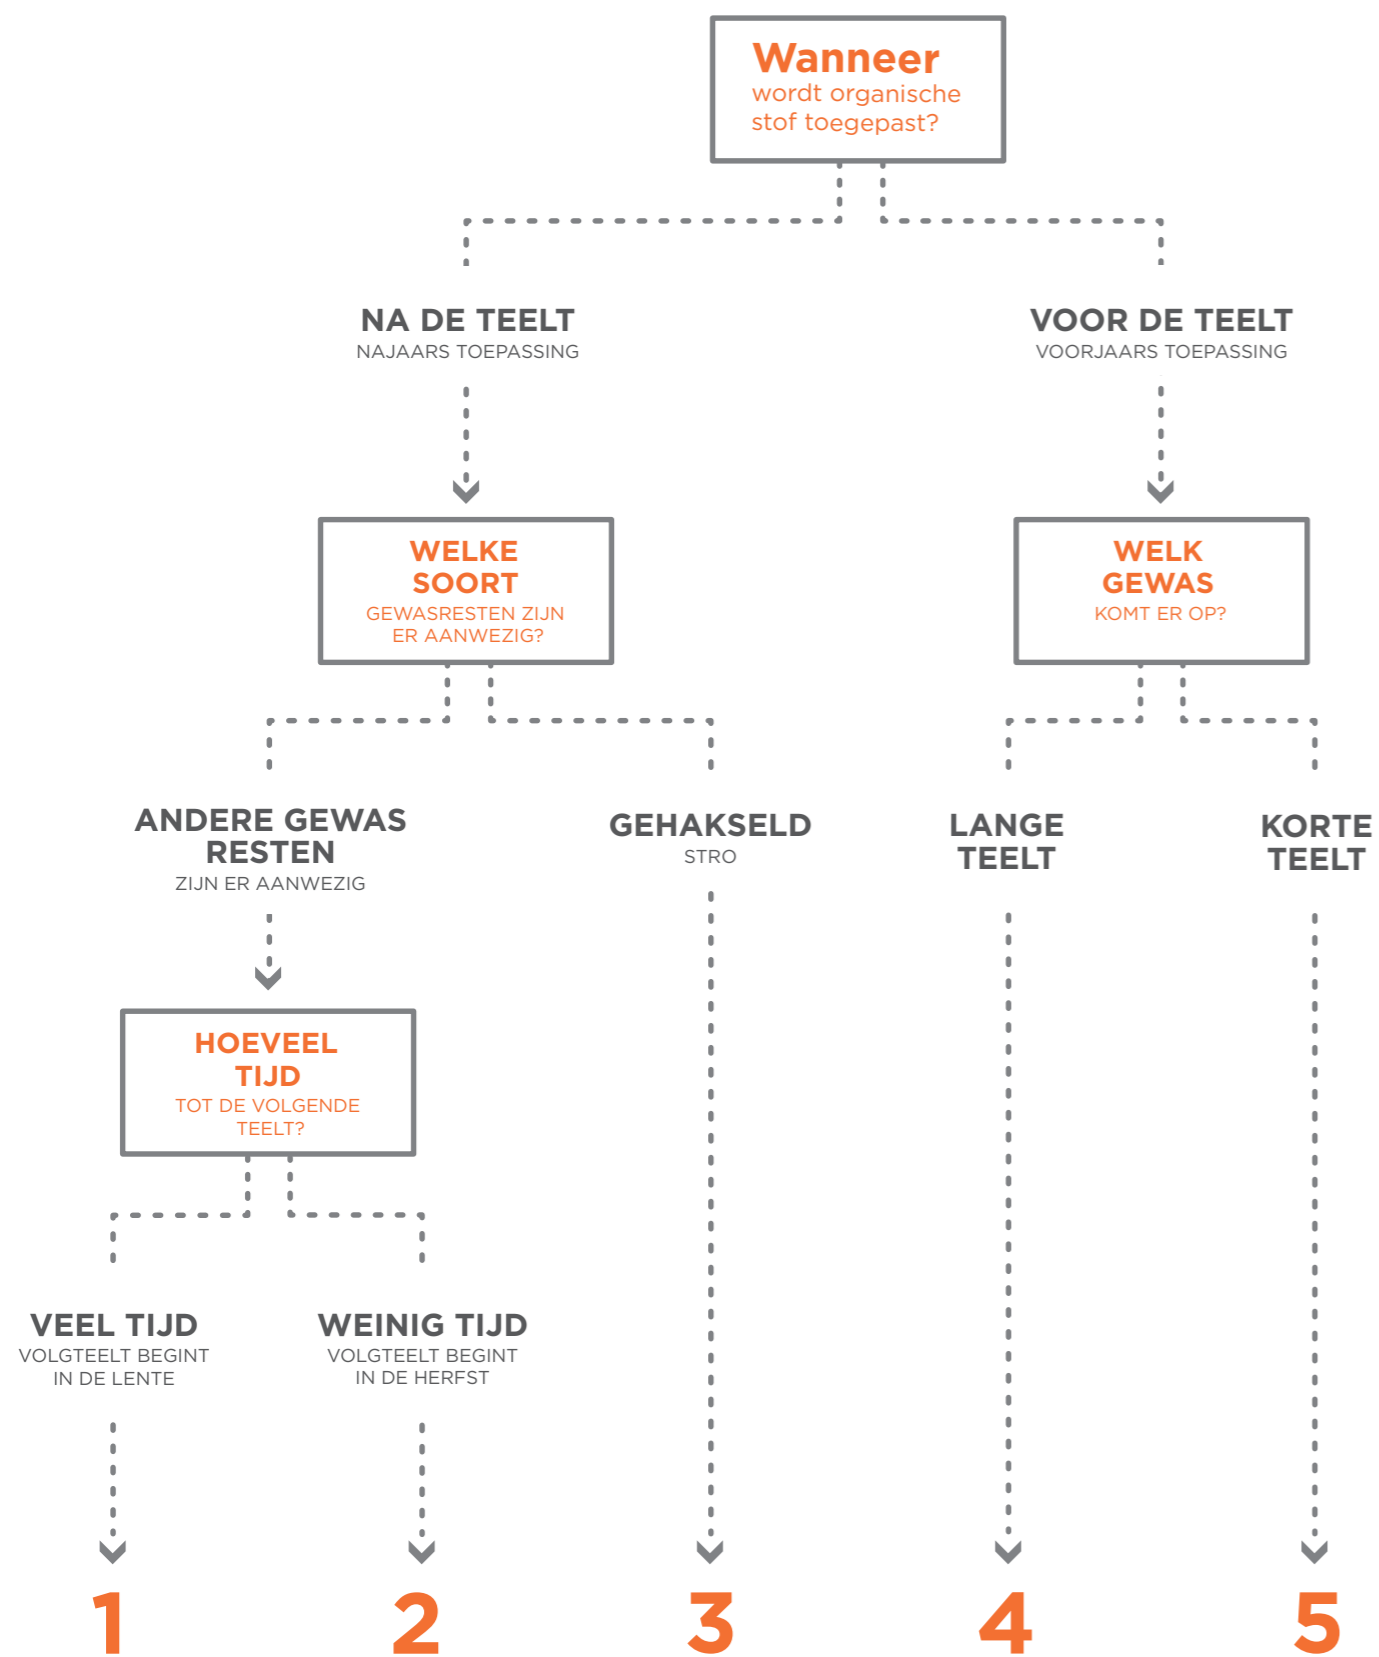 Wanneer
wordt organische
stof toegepast?
NA DE TEELT
NAJAARS TOEPASSING
VOOR DE TEELT
VOORJAARS TOEPASSING
WELKE
SOORT
GEWASRESTEN ZIJN
ER AANWEZIG?
WELK
GEWAS
KOMT ER OP?
ANDERE GEWAS
RESTEN
ZIJN ER AANWEZIG
GEHAKSELD
STRO
LANGE
TEELT
KORTE
TEELT
HOEVEEL
TIJD
TOT DE VOLGENDE
TEELT?
VEEL TIJD
VOLGTEELT BEGINT
IN DE LENTE
WEINIG TIJD
VOLGTEELT BEGINT
IN DE HERFST
1
2
3
4
5